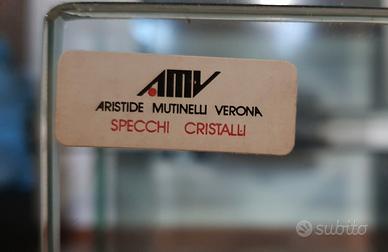 AMV
ARISTIDE MUTINELLI VERONA
SPECCHI CRISTALLI
subito